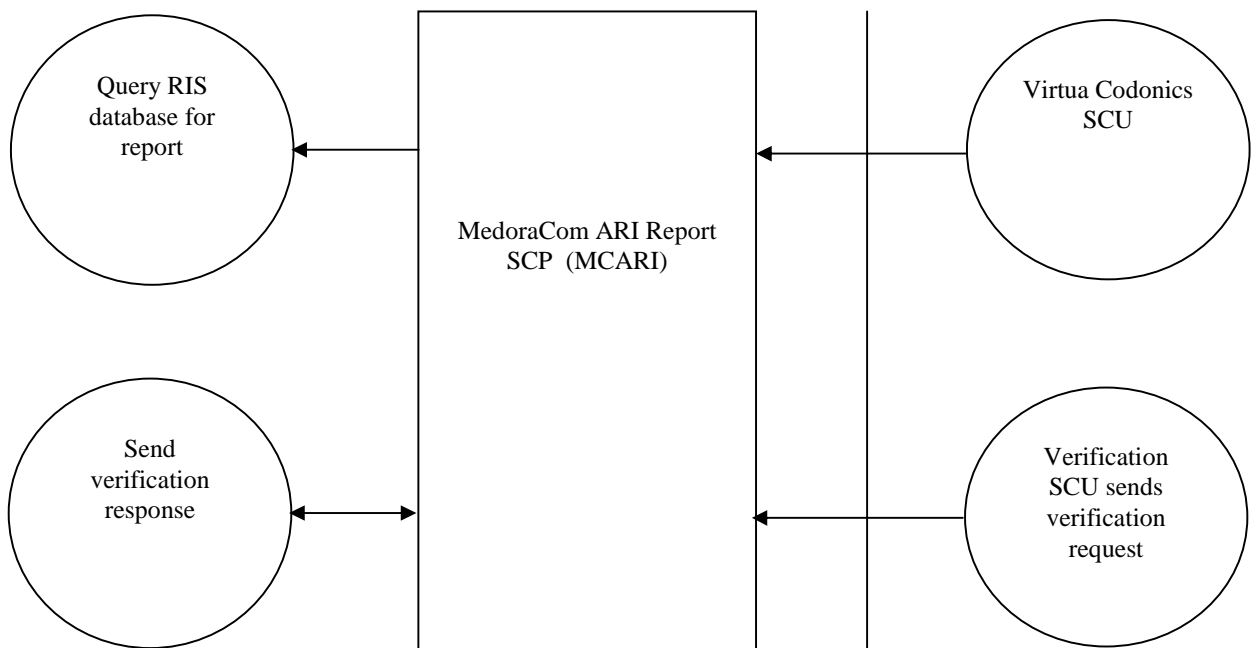 Query RIS
database for
report
Virtua Codonics
SCU
MedoraCom ARI Report
SCP  (MCARI)
Send
verification
response
Verification
SCU sends
verification
request